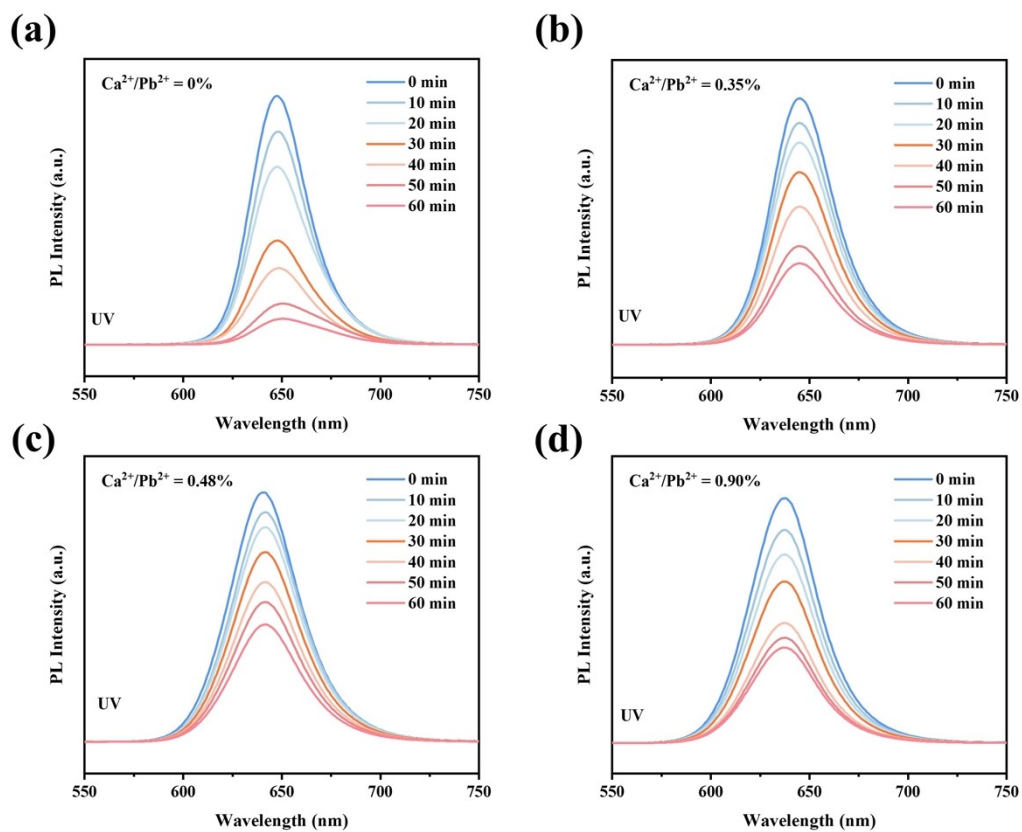 (a)
Ca²⁺/Pb²⁺ = 0%
0 min
10 min
20 min
30 min
40 min
50 min
60 min
PL Intensity (a.u.)
UV
550 600 650 700 750
Wavelength (nm)
(b)
Ca²⁺/Pb²⁺ = 0.35%
0 min
10 min
20 min
30 min
40 min
50 min
60 min
PL Intensity (a.u.)
UV
550 600 650 700 750
Wavelength (nm)
(c)
Ca²⁺/Pb²⁺ = 0.48%
0 min
10 min
20 min
30 min
40 min
50 min
60 min
PL Intensity (a.u.)
UV
550 600 650 700 750
Wavelength (nm)
(d)
Ca²⁺/Pb²⁺ = 0.90%
0 min
10 min
20 min
30 min
40 min
50 min
60 min
PL Intensity (a.u.)
UV
550 600 650 700 750
Wavelength (nm)